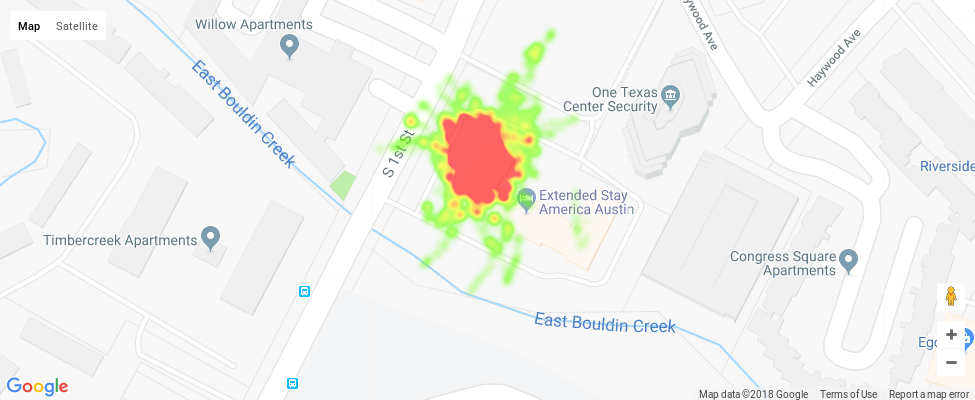 Map Satellite
Willow Apartments
East Bouldin Creek
S 1st St
Haywood Ave
One Texas
Center Security
Riverside
Extended Stay
America Austin
Timbercreek Apartments
Congress Square
Apartments
East Bouldin Creek
Google
Map data ©2018 Google Terms of Use Report a map error